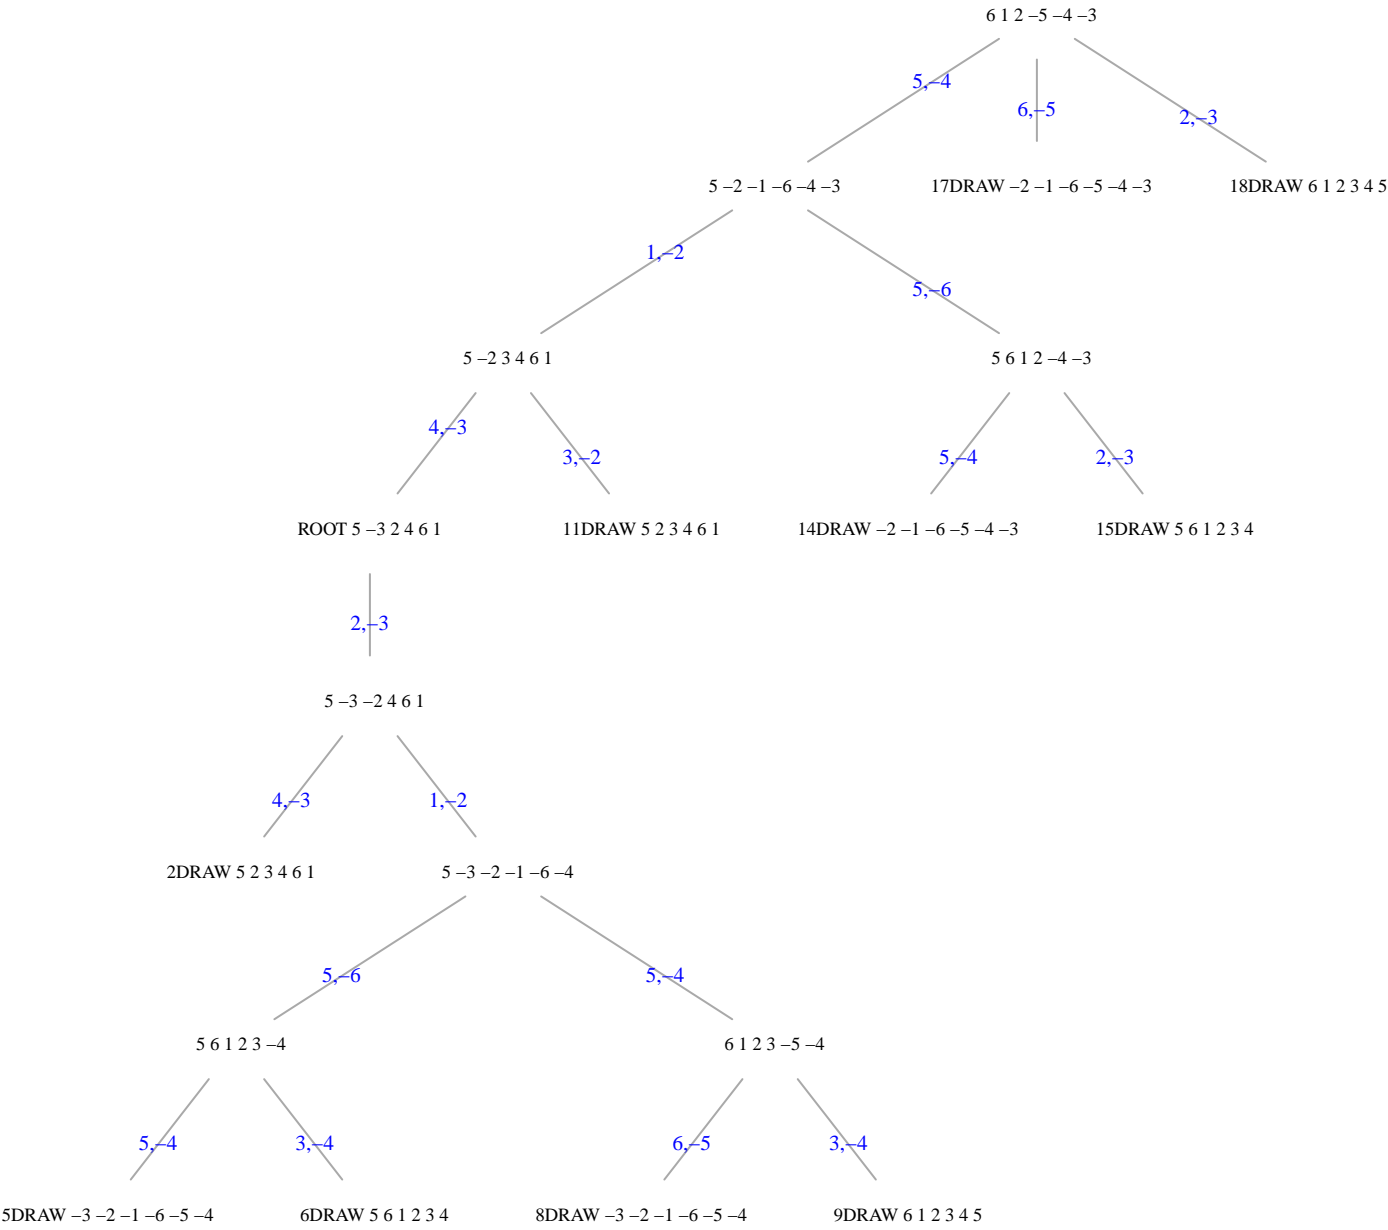 6 1 2 –5 –4 –3
5,–4
6,–5
2,–3
5 –2 –1 –6 –4 –3
17DRAW –2 –1 –6 –5 –4 –3
18DRAW 6 1 2 3 4 5
1,–2
5,–6
5 –2 3 4 6 1
5 6 1 2 –4 –3
4,–3
3,–2
5,–4
2,–3
ROOT 5 –3 2 4 6 1
11DRAW 5 2 3 4 6 1
14DRAW –2 –1 –6 –5 –4 –3
15DRAW 5 6 1 2 3 4
2,–3
5 –3 –2 4 6 1
4,–3
1,–2
2DRAW 5 2 3 4 6 1
5 –3 –2 –1 –6 –4
5,–6
5,–4
5 6 1 2 3 –4
6 1 2 3 –5 –4
5,–4
3,–4
6,–5
3,–4
5DRAW –3 –2 –1 –6 –5 –4
6DRAW 5 6 1 2 3 4
8DRAW –3 –2 –1 –6 –5 –4
9DRAW 6 1 2 3 4 5